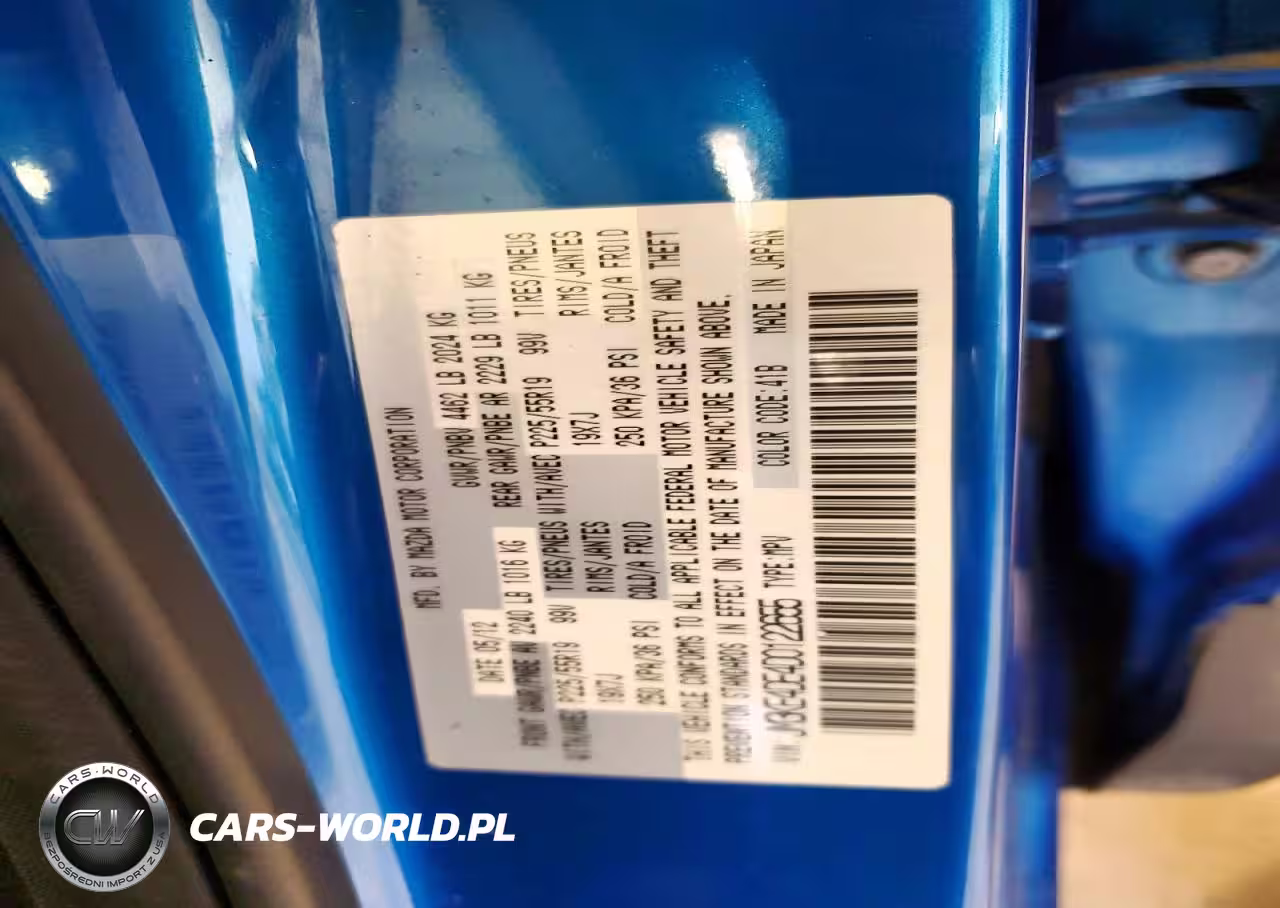 MFD. BY MAZDA MOTOR CORPORATION
DATE 05/12 GVWR/PNBV 4462 LB 2024 KG
FRONT GAWR/PNBE AV 2240 LB 1016 KG REAR GAWR/PNBE AR 2229 LB 1011 KG
WITH/AVEC P225/55R19 99V TIRES/PNEUS WITH/AVEC P225/55R19 99V TIRES/PNEUS
19X7J RIMS/JANTES 19X7J RIMS/JANTES
250 KPA/36 PSI COLD/A FROID 250 KPA/36 PSI COLD/A FROID
THIS VEHICLE CONFORMS TO ALL APPLICABLE FEDERAL MOTOR VEHICLE SAFETY AND THEFT
PREVENTION STANDARDS IN EFFECT ON THE DATE OF MANUFACTURE SHOWN ABOVE.
VIN: TYPE:MPV COLOR CODE:41B MADE IN JAPAN
CARS-WORLD
CW
BEZPOŚREDNI IMPORT Z USA
CARS-WORLD.PL